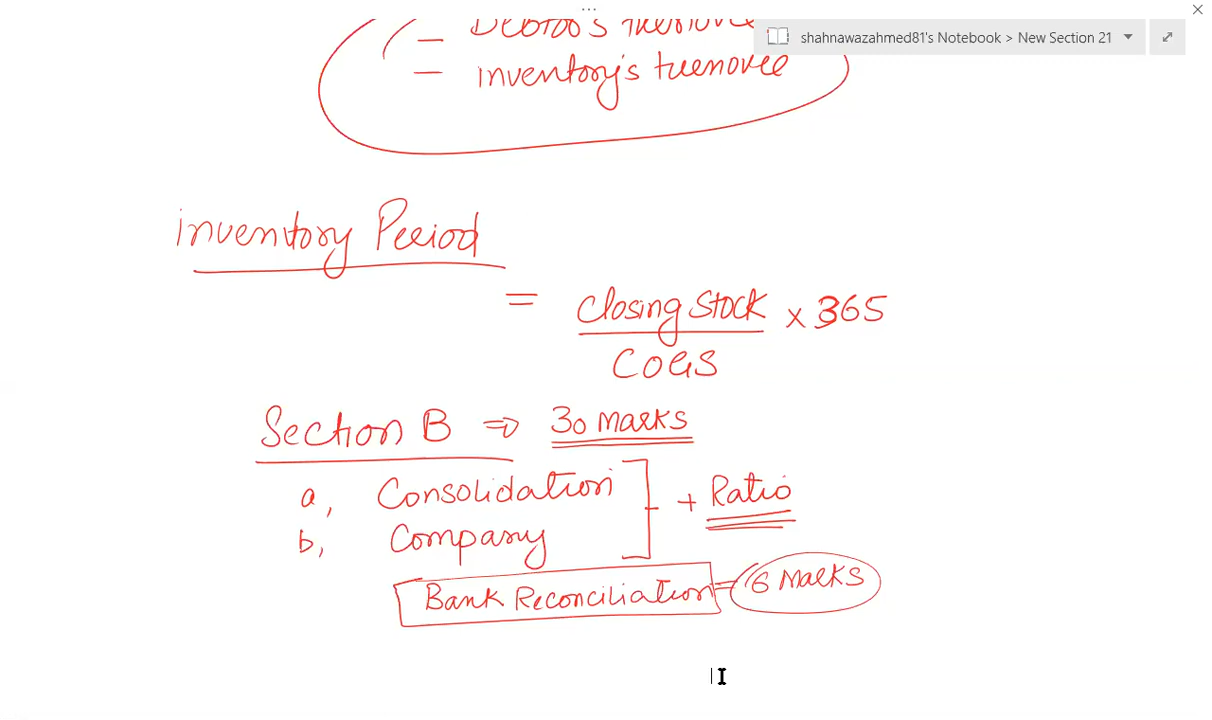 - Debtor's turnover
shahnawazahmed81's Notebook > New Section 21
- inventory's turnover
inventory Period
= Closing Stock × 365
COGS
Section B ⇒ 30 Marks
a, Consolidation + Ratio
b, Company
Bank Reconciliation = 6 Marks